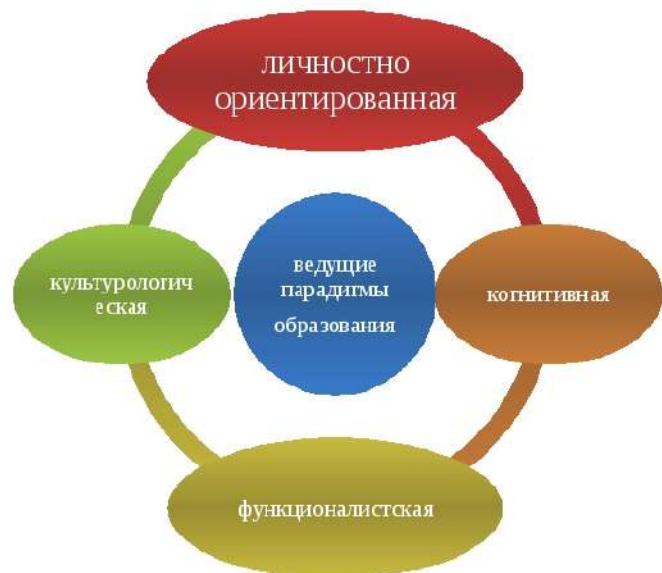 личностно
ориентированная
культурологич
еская
ведущие
парадигмы
образования
когнитивная
функционалистская